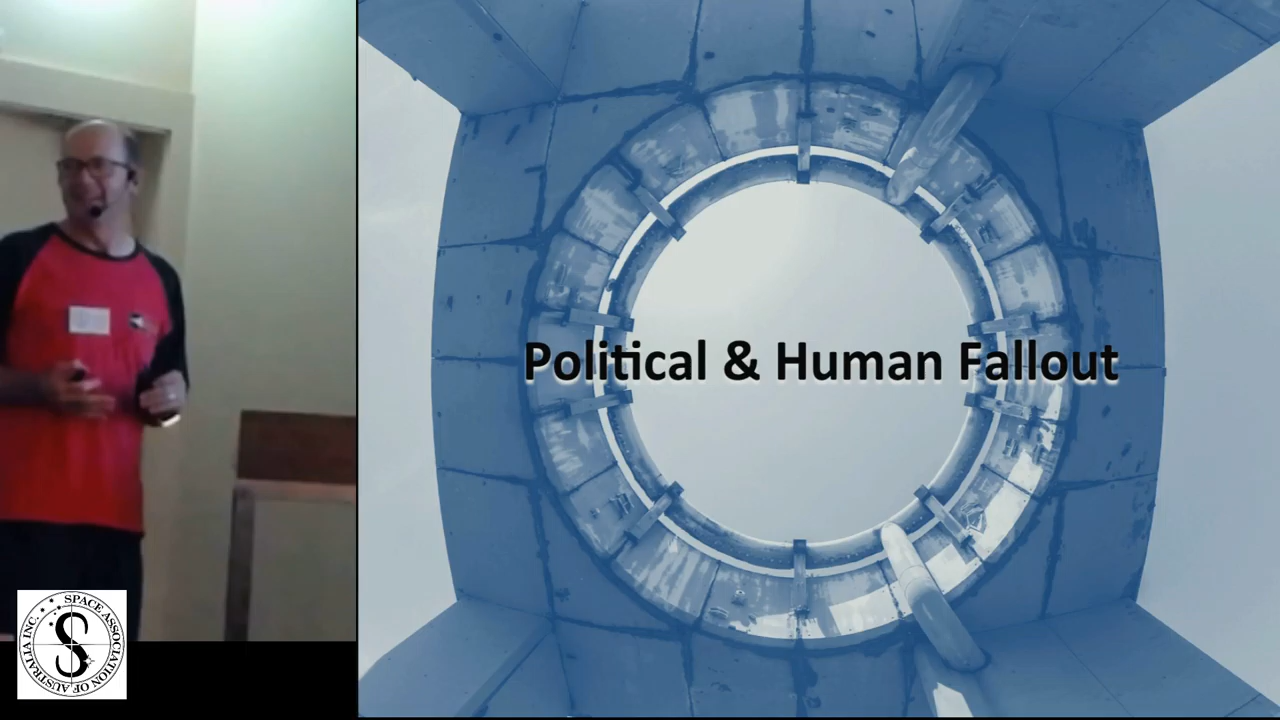 Political & Human Fallout
SPACE ASSOCIATION OF AUSTRALIA INC.
S